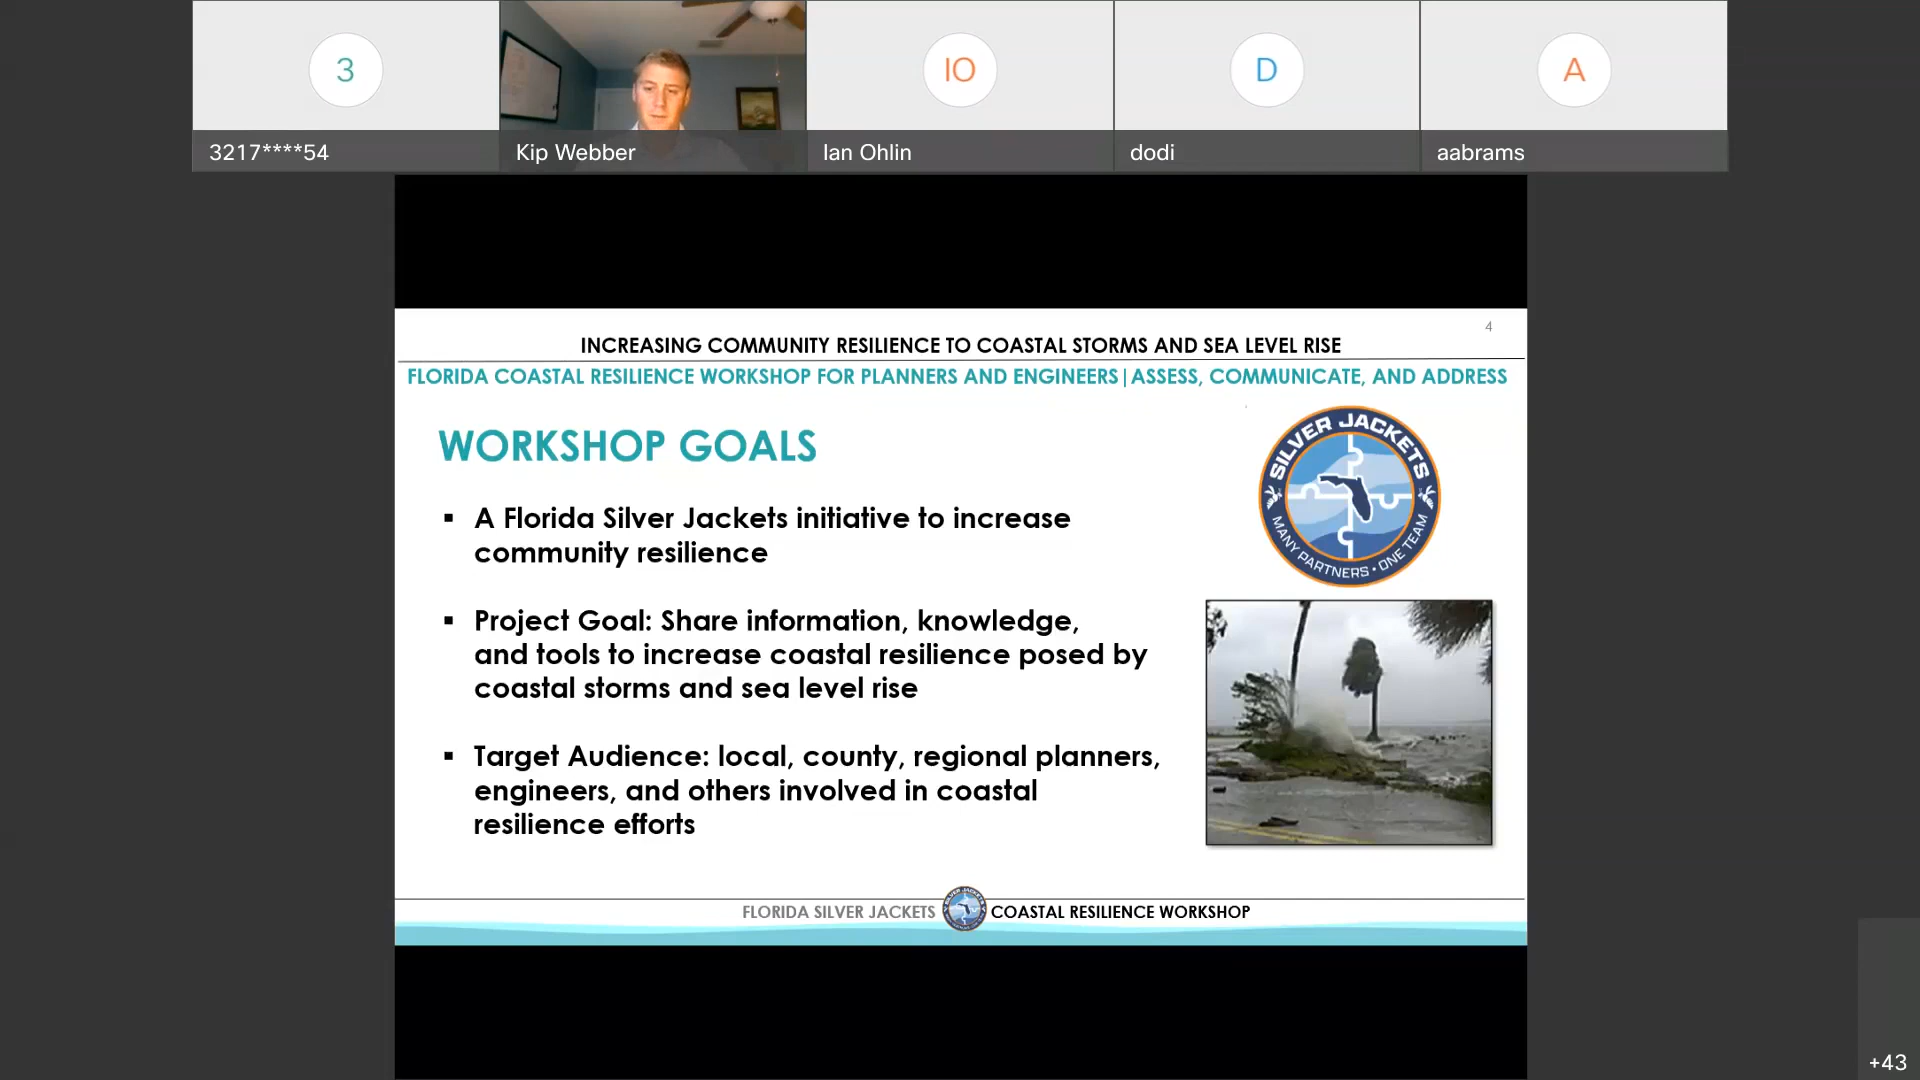 3
IO
D
A
3217****54
Kip Webber
Ian Ohlin
dodi
aabrams
4
INCREASING COMMUNITY RESILIENCE TO COASTAL STORMS AND SEA LEVEL RISE
FLORIDA COASTAL RESILIENCE WORKSHOP FOR PLANNERS AND ENGINEERS|ASSESS, COMMUNICATE, AND ADDRESS
WORKSHOP GOALS
SILVER JACKETS
MANY PARTNERS • ONE TEAM
▪ A Florida Silver Jackets initiative to increase
community resilience
▪ Project Goal: Share information, knowledge,
and tools to increase coastal resilience posed by
coastal storms and sea level rise
▪ Target Audience: local, county, regional planners,
engineers, and others involved in coastal
resilience efforts
FLORIDA SILVER JACKETS
COASTAL RESILIENCE WORKSHOP
+43